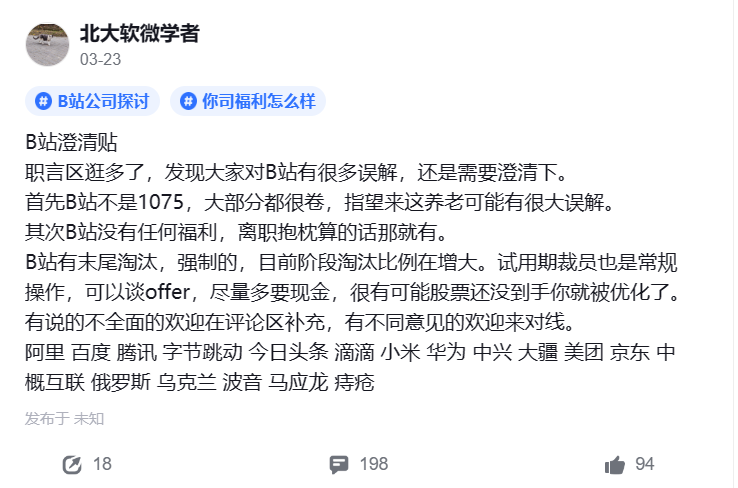 北大软微学者
03-23
# B站公司探讨 # 你司福利怎么样
B站澄清贴
职言区逛多了，发现大家对B站有很多误解，还是需要澄清下。
首先B站不是1075，大部分都很卷，指望来这养老可能有很大误解。
其次B站没有任何福利，离职抱枕算的话那就有。
B站有末尾淘汰，强制的，目前阶段淘汰比例在增大。试用期裁员也是常规
操作，可以谈offer，尽量多要现金，很有可能股票还没到手你就被优化了。
有说的不全面的欢迎在评论区补充，有不同意见的欢迎来对线。
阿里 百度 腾讯 字节跳动 今日头条 滴滴 小米 华为 中兴 大疆 美团 京东 中
概互联 俄罗斯 乌克兰 波音 马应龙 痔疮
发布于 未知
18 198 94